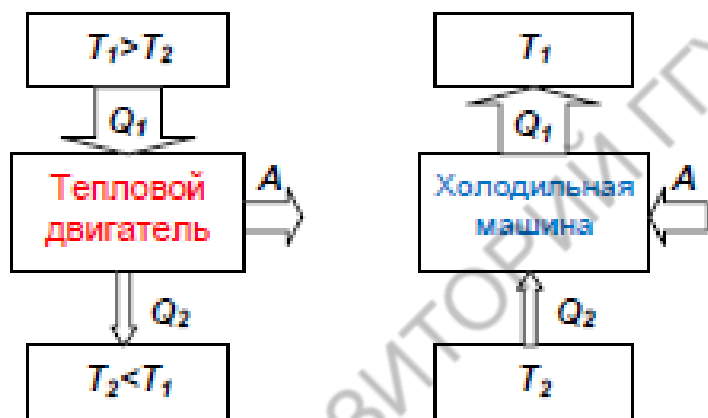 T₁>T₂
Q₁
Тепловой
двигатель
A
Q₂
T₂<T₁
T₁
Q₁
Холодильная
машина
A
Q₂
T₂